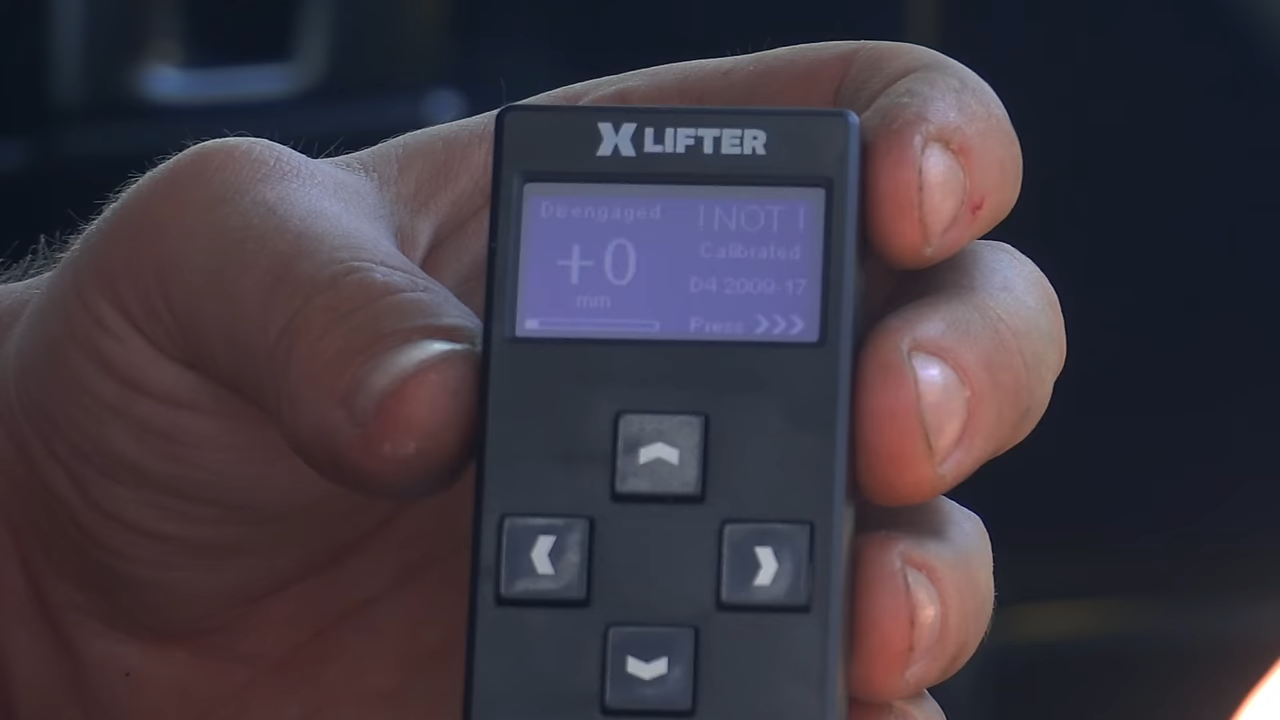 X LIFTER
Disengaged
+0
mm
! NOT !
Calibrated
D4 2009-17
Press >>>